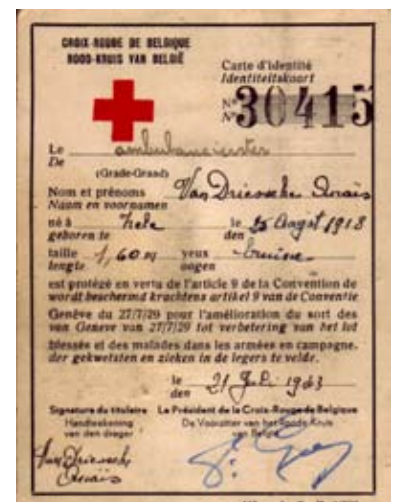 CROIX-ROUGE DE BELGIQUE
ROOD-KRUIS VAN BELGIË
Carte d'identité
Identiteitskaart
Nº 30415
Nº
Le
De ambulancierster
(Grade-Graad)
Nom et prénoms Van Driessche Anaïs
Naam en voornamen
né à Zele le 25 Augst 1918
geboren te den
taille 1,60 m yeux bruine
lengte oogen
est protégé en vertu de l'article 9 de la Convention de
wordt beschermd krachtens artikel 9 van de Conventie
Genève du 27/7/29 pour l'amélioration du sort des
van Geneve van 27/7/29 tot verbetering van het lot
blessés et des malades dans les armées en campagne.
der gekwetsten en zieken in de legers te velde.
le 21 Juli 1943
den
Signature du titulaire Le Président de la Croix-Rouge de Belgique
Handteekening De Voorzitter van het Roode Kruis
van den drager van België
Van Driessche
Anaïs